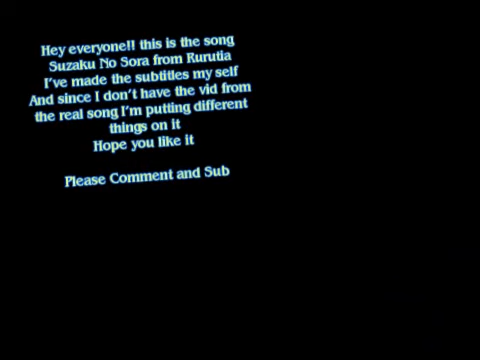 Hey everyone!! this is the song
Suzaku No Sora from Rurutia
I've made the subtitles my self
And since I don't have the vid from
the real song I'm putting different
things on it
Hope you like it
Please Comment and Sub